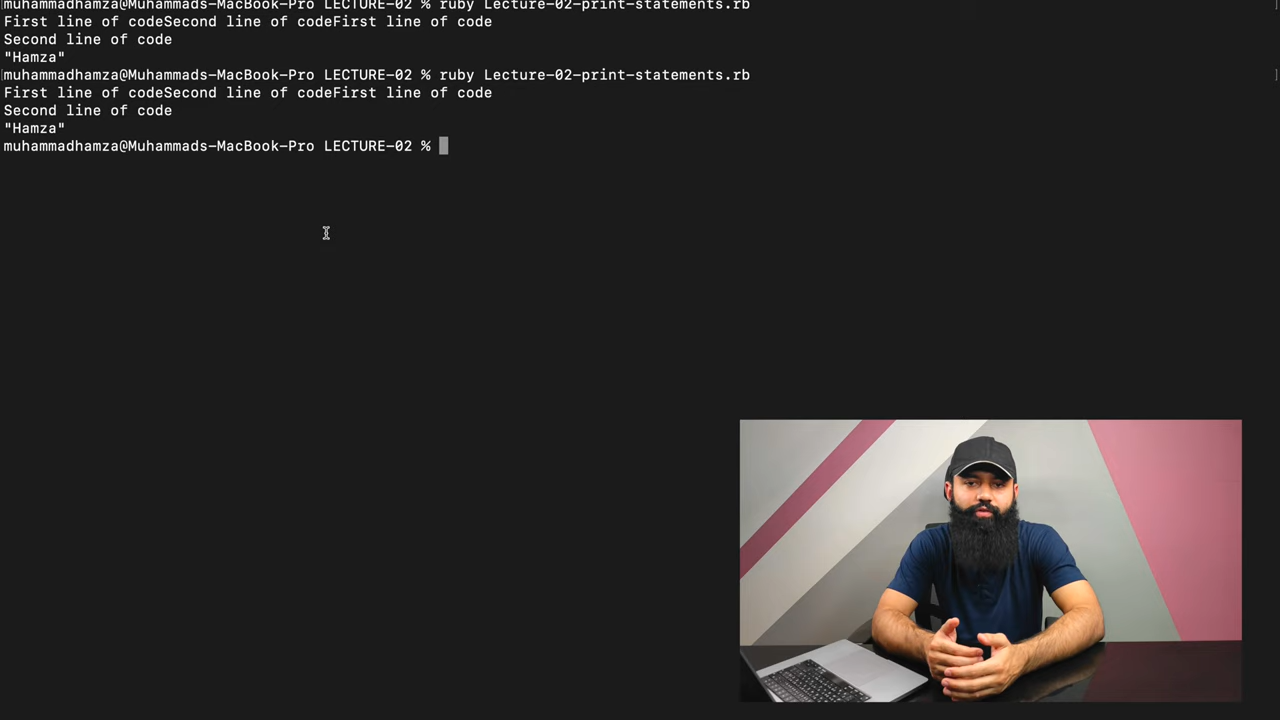 muhammadhamza@Muhammads-MacBook-Pro LECTURE-02 % ruby Lecture-02-print-statements.rb
First line of codeSecond line of codeFirst line of code
Second line of code
"Hamza"
muhammadhamza@Muhammads-MacBook-Pro LECTURE-02 % ruby Lecture-02-print-statements.rb
First line of codeSecond line of codeFirst line of code
Second line of code
"Hamza"
muhammadhamza@Muhammads-MacBook-Pro LECTURE-02 %